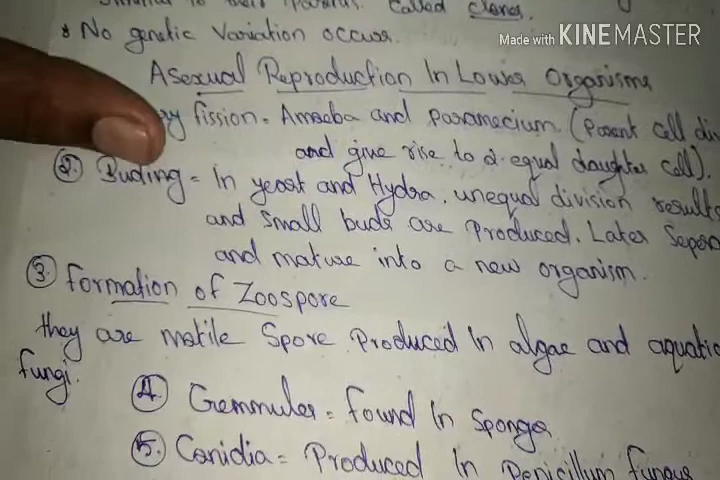 their Parents. Called clones.
Made with KINEMASTER
* No genetic Variation occurs.
Asexual Reproduction In Lower Organisms
fission = Amoeba and paramecium. (Parent Cell
and give rise to 2 equal daughter cell).
② Buding = In yeast and Hydra, unequal division results
and Small buds are Produced. Later
and mature into a new organism.
③ formation of Zoospore
they are motile Spore Produced In algae and
fungi.
④ Gemmules = found In Sponges
⑤ Conidia = Produced In Penicillum fungus